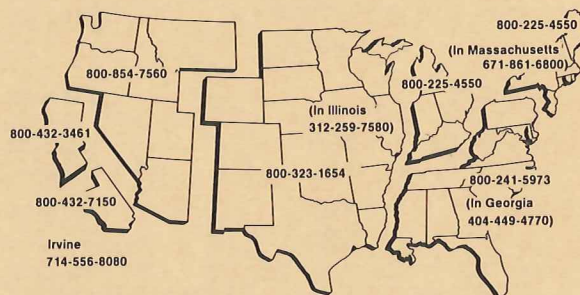 800-225-4550
(In Massachusetts
671-861-6800)
800-854-7560
800-225-4550
(In Illinois
312-259-7580)
800-432-3461
800-323-1654
800-241-5973
(In Georgia
404-449-4770)
800-432-7150
Irvine
714-556-8080